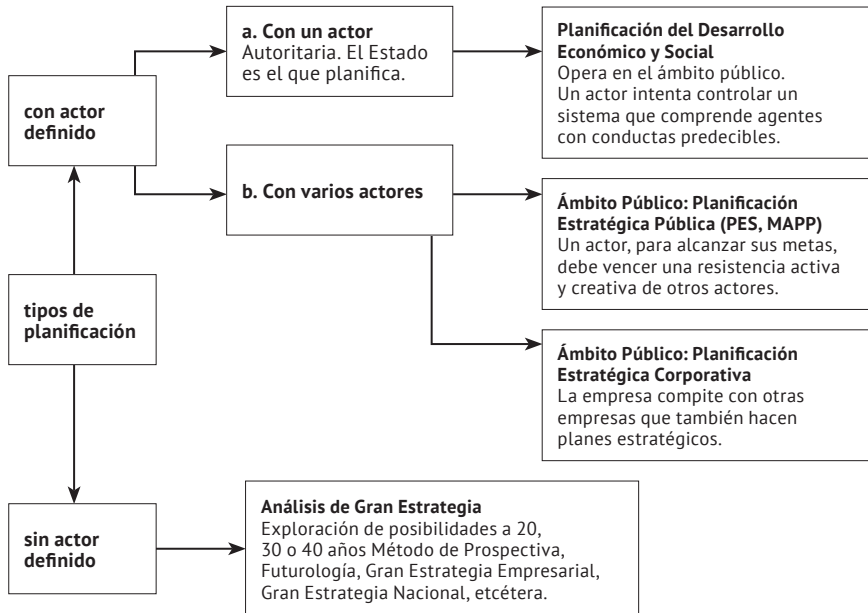 a. Con un actor
Autoritaria. El Estado
es el que planifica.
Planificación del Desarrollo
Económico y Social
Opera en el ámbito público.
Un actor intenta controlar un
sistema que comprende agentes
con conductas predecibles.
con actor
definido
b. Con varios actores
Ámbito Público: Planificación
Estratégica Pública (PES, MAPP)
Un actor, para alcanzar sus metas,
debe vencer una resistencia activa
y creativa de otros actores.
tipos de
planificación
Ámbito Público: Planificación
Estratégica Corporativa
La empresa compite con otras
empresas que también hacen
planes estratégicos.
sin actor
definido
Análisis de Gran Estrategia
Exploración de posibilidades a 20,
30 o 40 años Método de Prospectiva,
Futurología, Gran Estrategia Empresarial,
Gran Estrategia Nacional, etcétera.